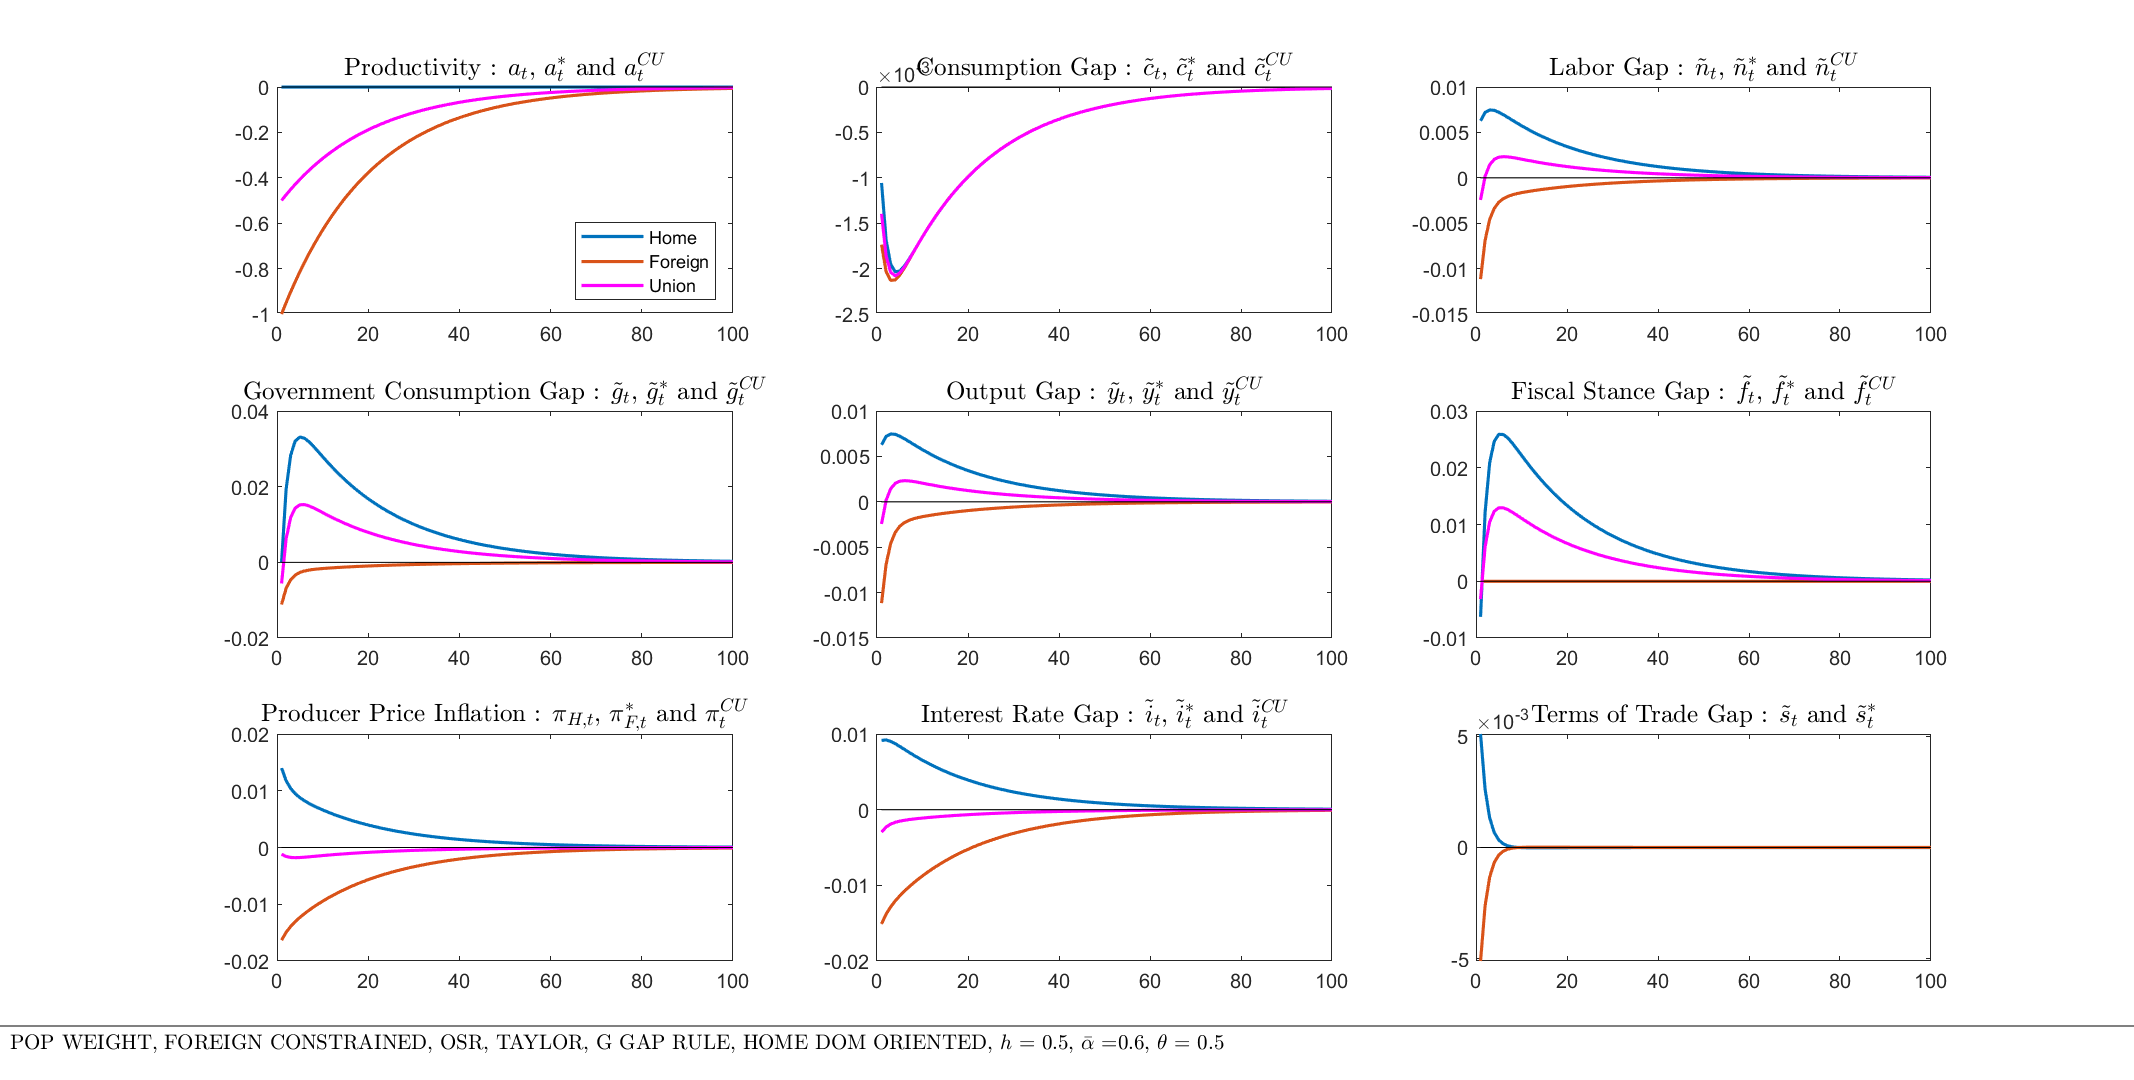 Productivity : a_t, a_t^* and a_t^{CU}
0
-0.2
-0.4
-0.6
-0.8
-1
0 20 40 60 80 100
Home
Foreign
Union
×10^{-3}
Consumption Gap : c̃_t, c̃_t^* and c̃_t^{CU}
0
-0.5
-1
-1.5
-2
-2.5
0 20 40 60 80 100
Labor Gap : ñ_t, ñ_t^* and ñ_t^{CU}
0.01
0.005
0
-0.005
-0.01
-0.015
0 20 40 60 80 100
Government Consumption Gap : g̃_t, g̃_t^* and g̃_t^{CU}
0.04
0.02
0
-0.02
0 20 40 60 80 100
Output Gap : ỹ_t, ỹ_t^* and ỹ_t^{CU}
0.01
0.005
0
-0.005
-0.01
-0.015
0 20 40 60 80 100
Fiscal Stance Gap : f̃_t, f̃_t^* and f̃_t^{CU}
0.03
0.02
0.01
0
-0.01
0 20 40 60 80 100
Producer Price Inflation : π_{H,t}, π_{F,t}^* and π_t^{CU}
0.02
0.01
0
-0.01
-0.02
0 20 40 60 80 100
Interest Rate Gap : ĩ_t, ĩ_t^* and ĩ_t^{CU}
0.01
0
-0.01
-0.02
0 20 40 60 80 100
×10^{-3} Terms of Trade Gap : s̃_t and s̃_t^*
5
0
-5
0 20 40 60 80 100
POP WEIGHT, FOREIGN CONSTRAINED, OSR, TAYLOR, G GAP RULE, HOME DOM ORIENTED, h = 0.5, ᾱ =0.6, θ = 0.5